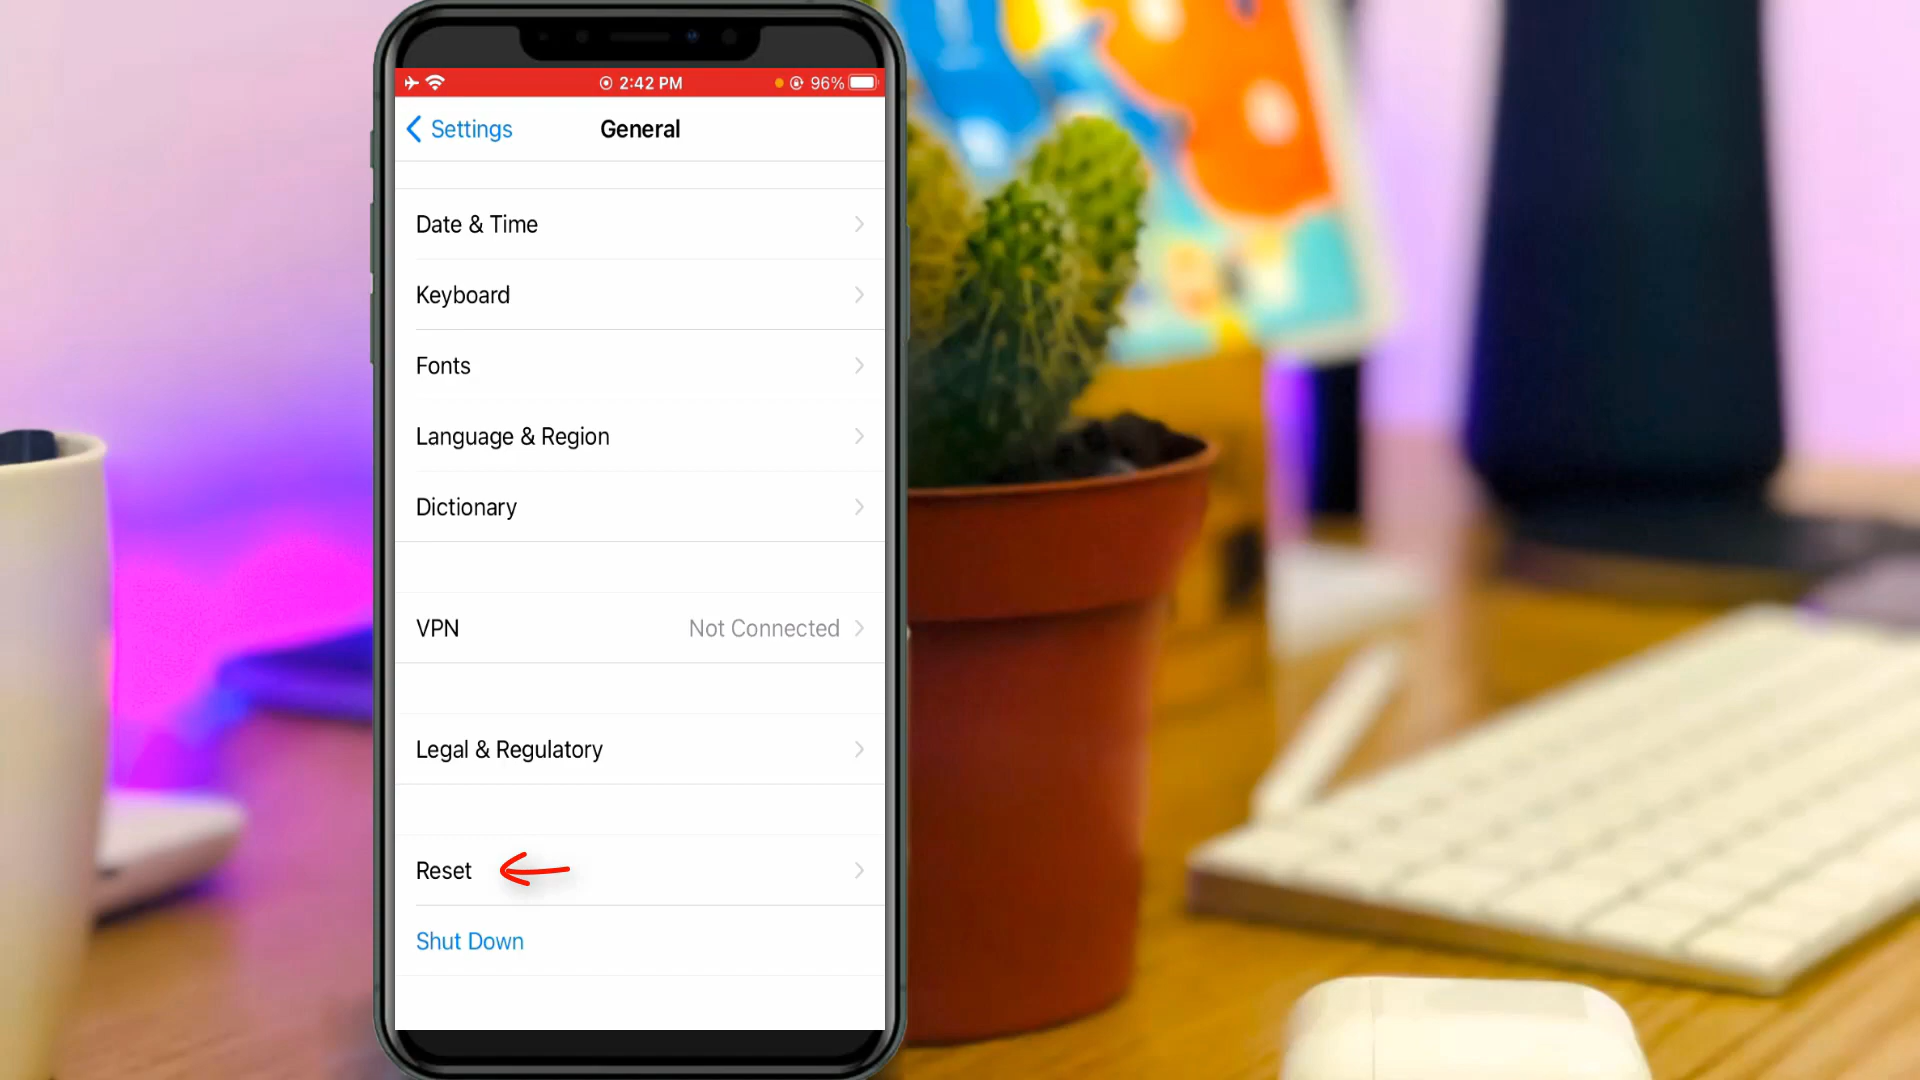 2:42 PM 96%
Settings General
Date & Time
Keyboard
Fonts
Language & Region
Dictionary
VPN Not Connected
Legal & Regulatory
Reset
Shut Down